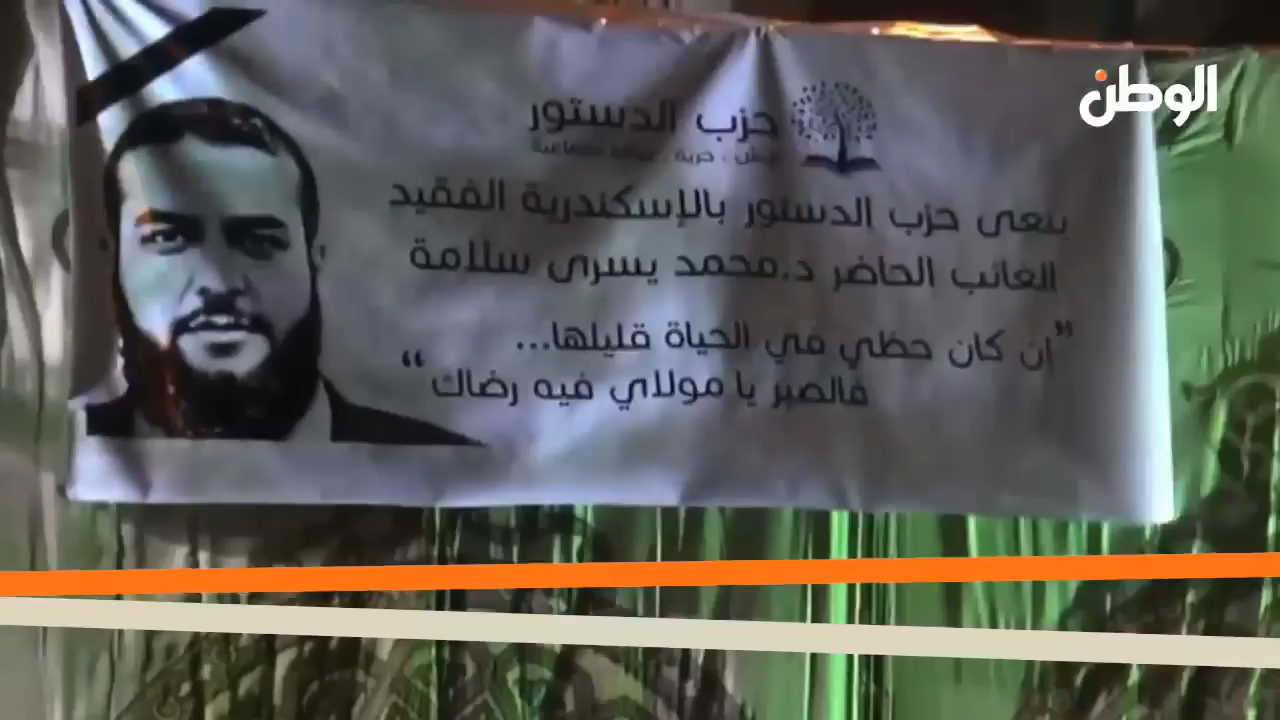 الوطن
حزب الدستور
حرية
ينعى حزب الدستور بالإسكندرية الفقيد
الغائب الحاضر د.محمد يسرى سلامة
"إن كان حظي في الحياة قليلها...
فالصبر يا مولاي فيه رضاك"